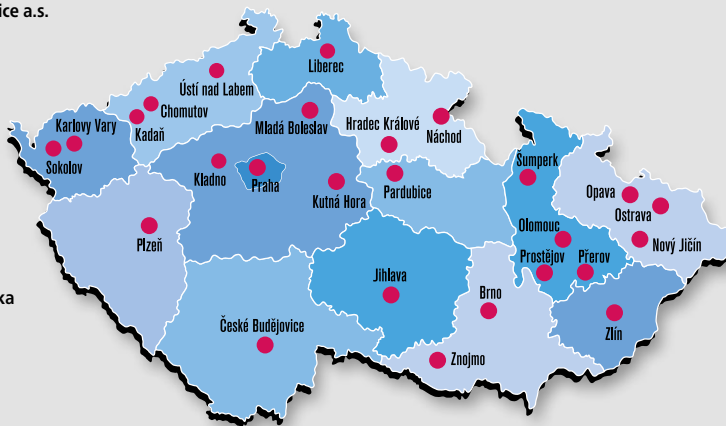 ice a.s.
Liberec
Ústí nad Labem
Chomutov
Kadaň
Karlovy Vary
Sokolov
Mladá Boleslav
Hradec Králové
Náchod
Kladno
Praha
Kutná Hora
Pardubice
Šumperk
Opava
Ostrava
Plzeň
Olomouc
Nový Jičín
Prostějov
Přerov
Jihlava
Brno
ka
České Budějovice
Znojmo
Zlín